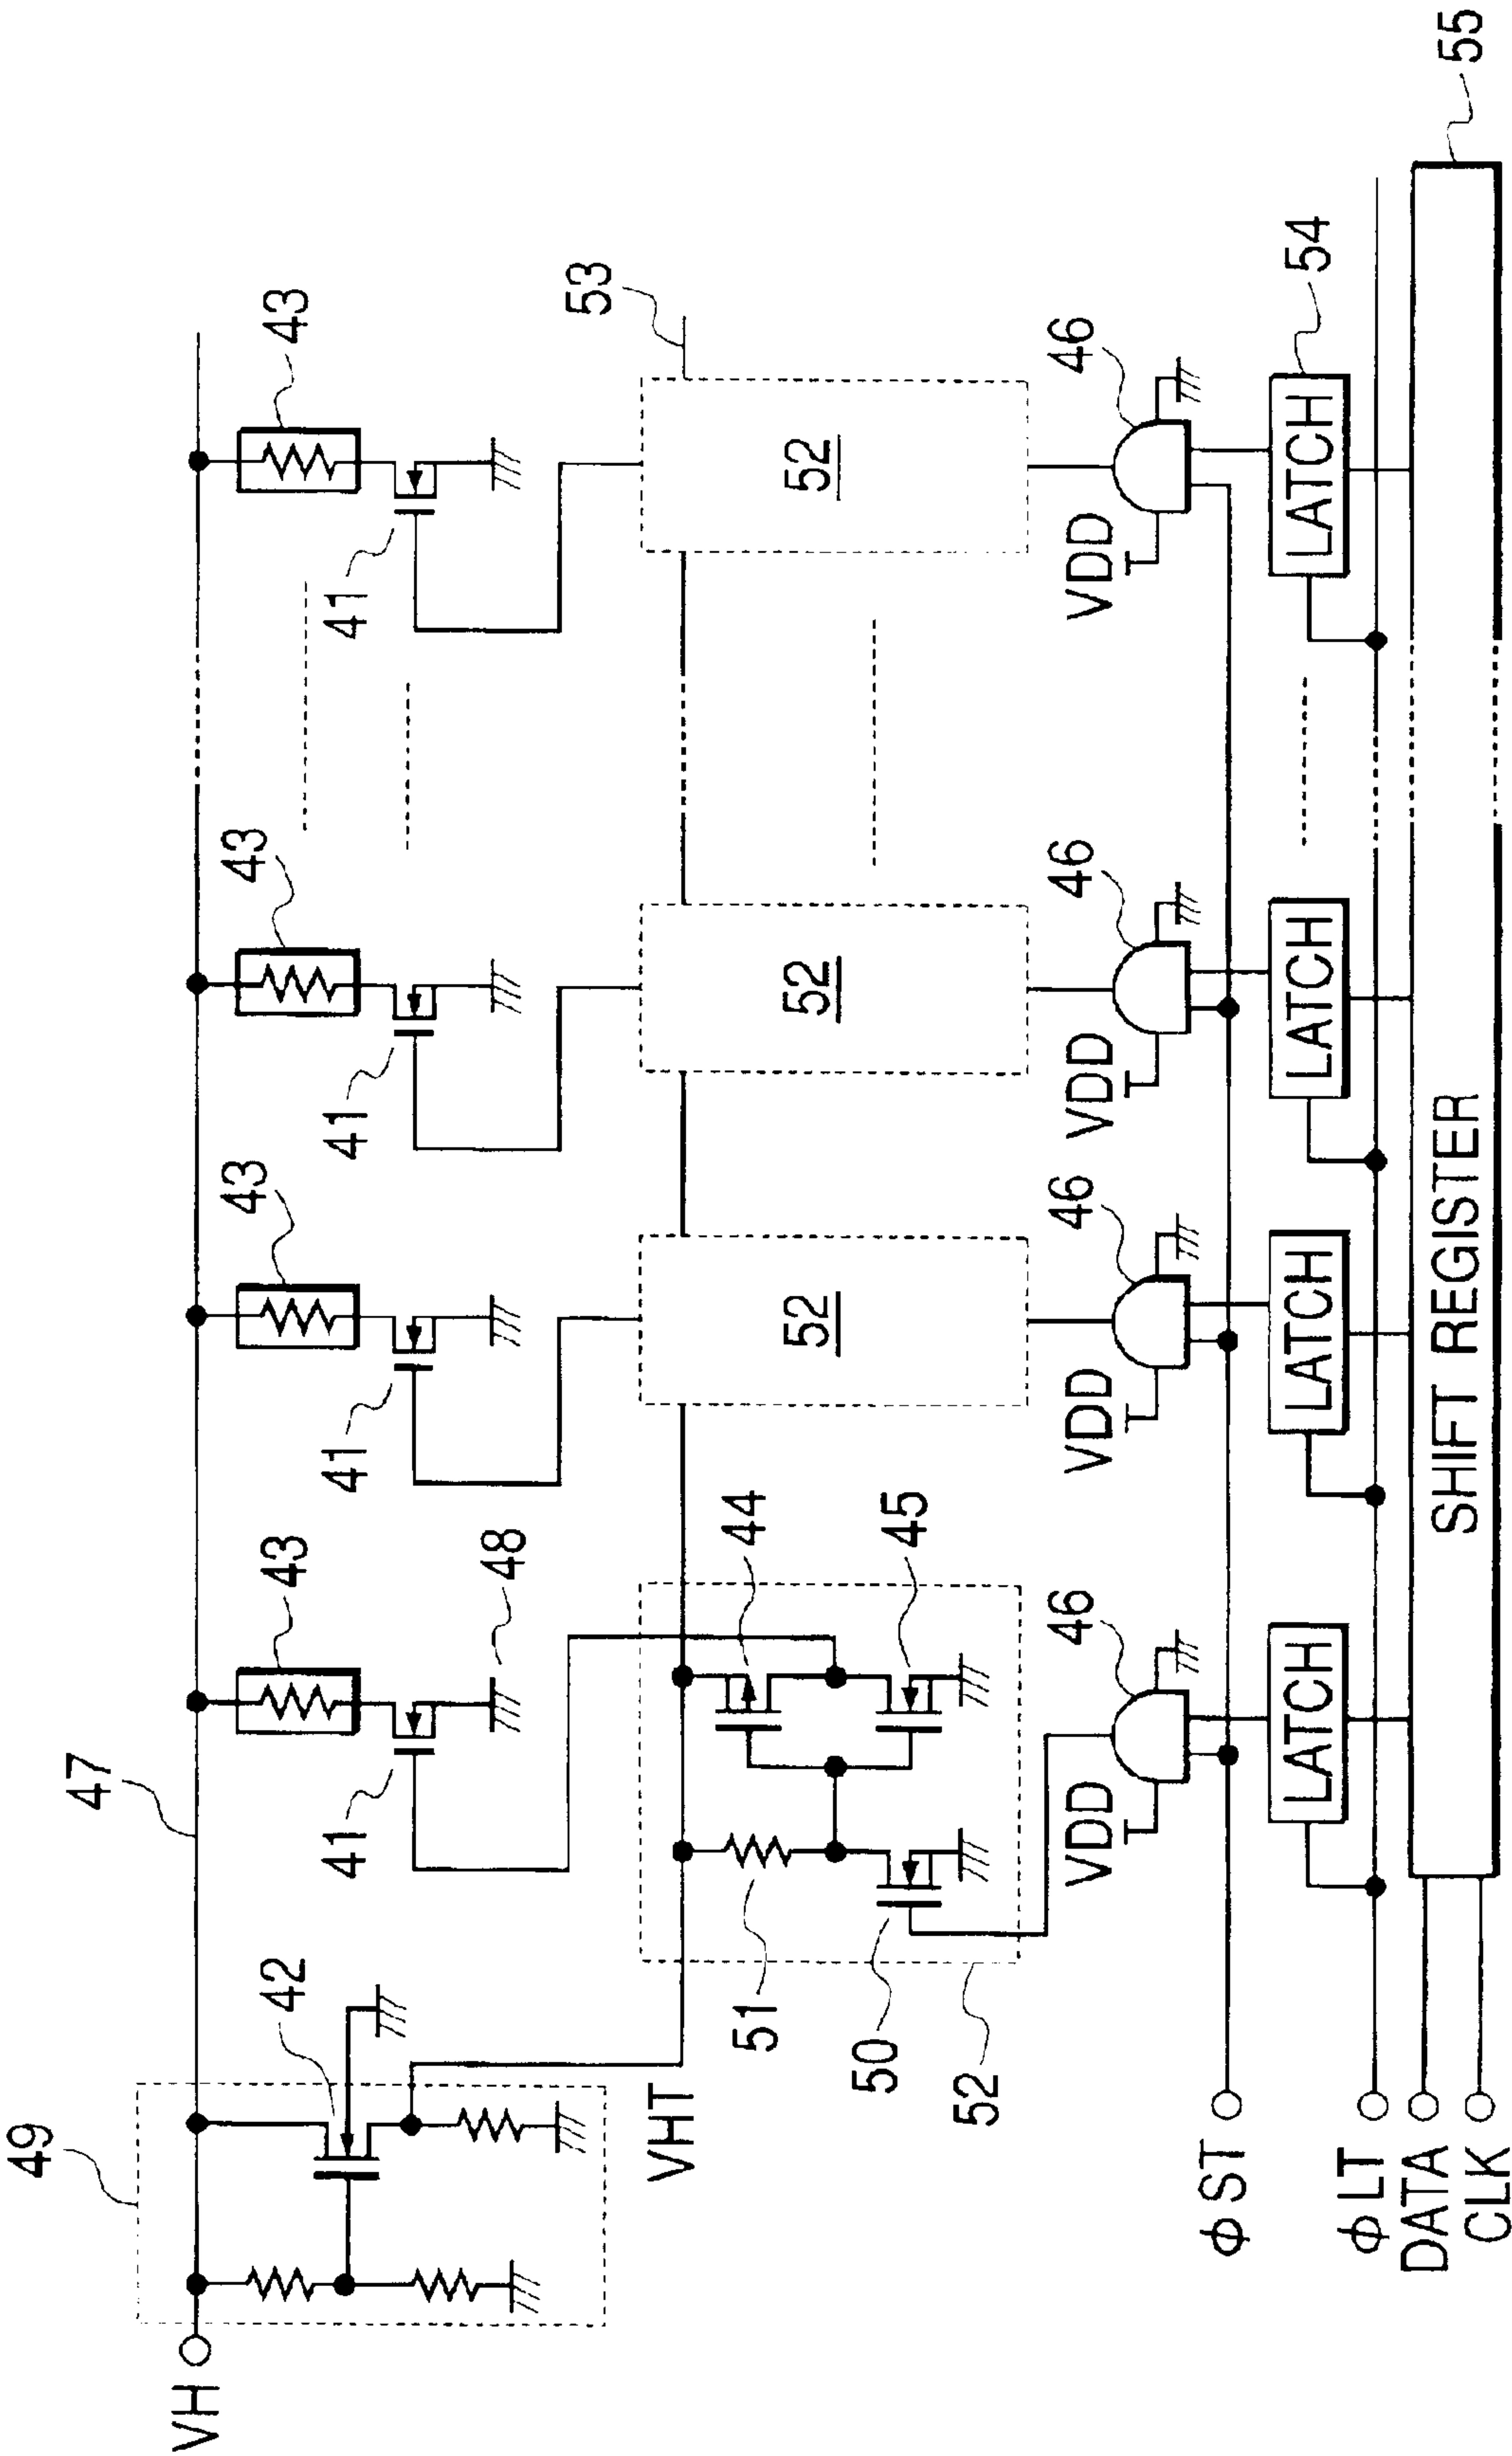 49
42
47
43
43
43
43
41
41
41
41
48
53
VH
VHT
44
45
51
50
52
52
52
52
46
46
46
46
VDD
VDD
VDD
VDD
ϕ ST
LATCH
LATCH
LATCH
LATCH
54
ϕ LT
DATA
CLK
SHIFT REGISTER
55